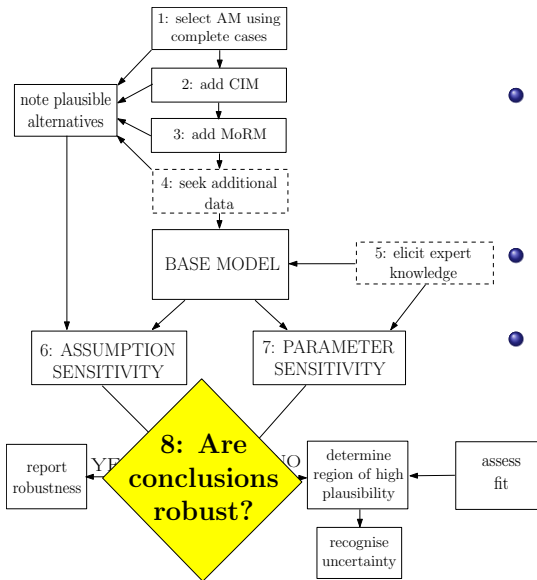 1: select AM using
complete cases
2: add CIM
note plausible
alternatives
3: add MoRM
4: seek additional
data
BASE MODEL
5: elicit expert
knowledge
6: ASSUMPTION
SENSITIVITY
7: PARAMETER
SENSITIVITY
8: Are
conclusions
robust?
report
robustness
determine
region of high
plausibility
assess
fit
recognise
uncertainty